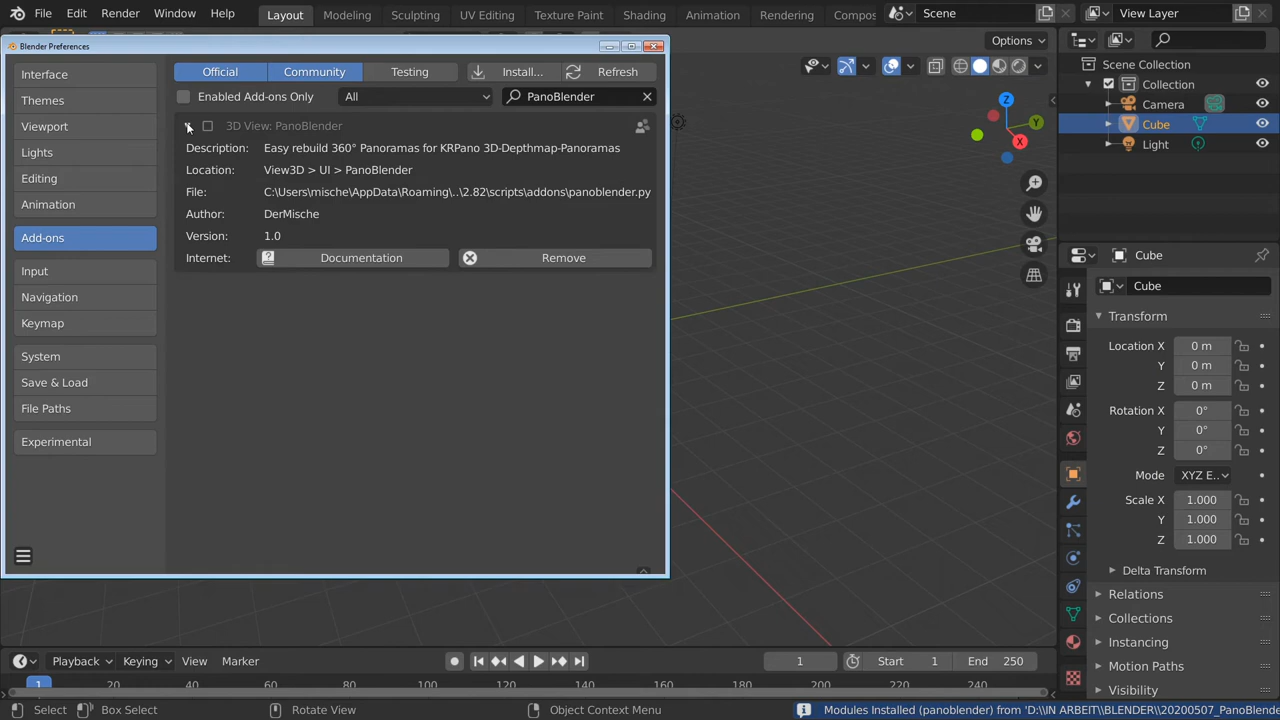 File Edit Render Window Help Layout Modeling Sculpting UV Editing Texture Paint Shading Animation Rendering Compos Scene View Layer
Blender Preferences
Options
Interface
Themes
Viewport
Lights
Editing
Animation
Add-ons
Input
Navigation
Keymap
System
Save & Load
File Paths
Experimental
Official Community Testing Install... Refresh
Enabled Add-ons Only All PanoBlender
3D View: PanoBlender
Description: Easy rebuild 360° Panoramas for KRPano 3D-Depthmap-Panoramas
Location: View3D > UI > PanoBlender
File: C:\Users\mische\AppData\Roaming\..\2.82\scripts\addons\panoblender.py
Author: DerMische
Version: 1.0
Internet: Documentation Remove
Z
Y
X
Scene Collection
Collection
Camera
Cube
Light
Cube
Cube
Transform
Location X 0 m
Y 0 m
Z 0 m
Rotation X 0°
Y 0°
Z 0°
Mode XYZ E..
Scale X 1.000
Y 1.000
Z 1.000
Delta Transform
Relations
Collections
Instancing
Motion Paths
Visibility
Playback Keying View Marker 1 Start 1 End 250
1 20 40 60 80 100 120 140 160 180 200 220 240
Select Box Select Rotate View Object Context Menu Modules Installed (panoblender) from 'D:\\IN ARBEIT\\BLENDER\\20200507_PanoBlende